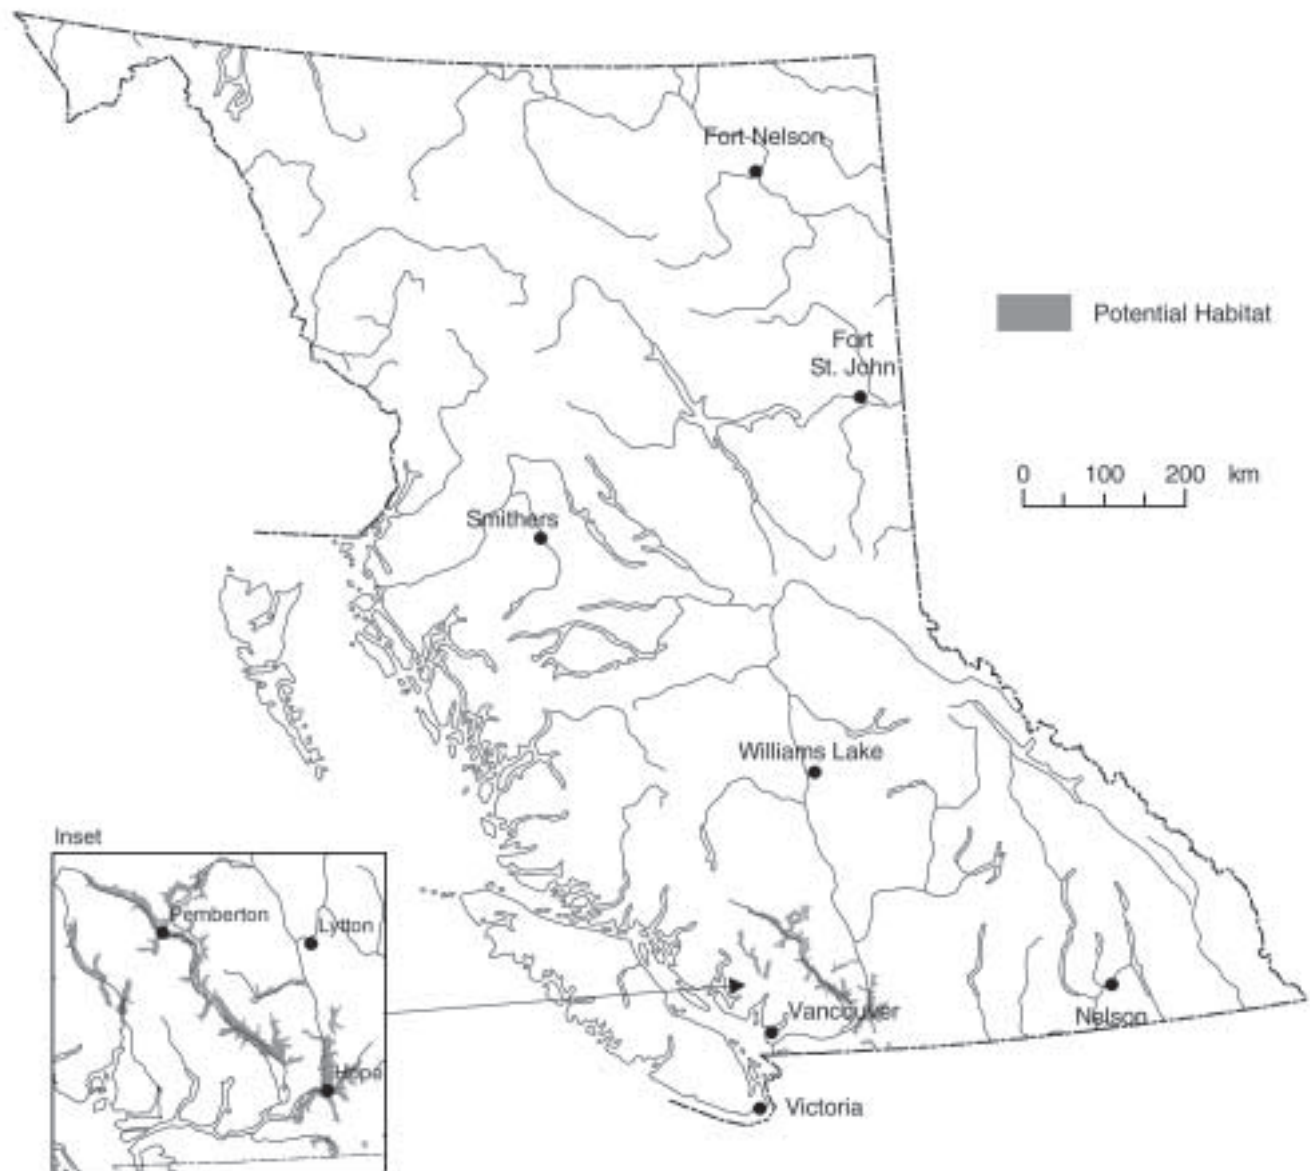 Fort Nelson
Potential Habitat
Fort
St. John
0 100 200 km
Smithers
Williams Lake
Inset
Pemberton
Lytton
Hope
Vancouver
Nelson
Victoria